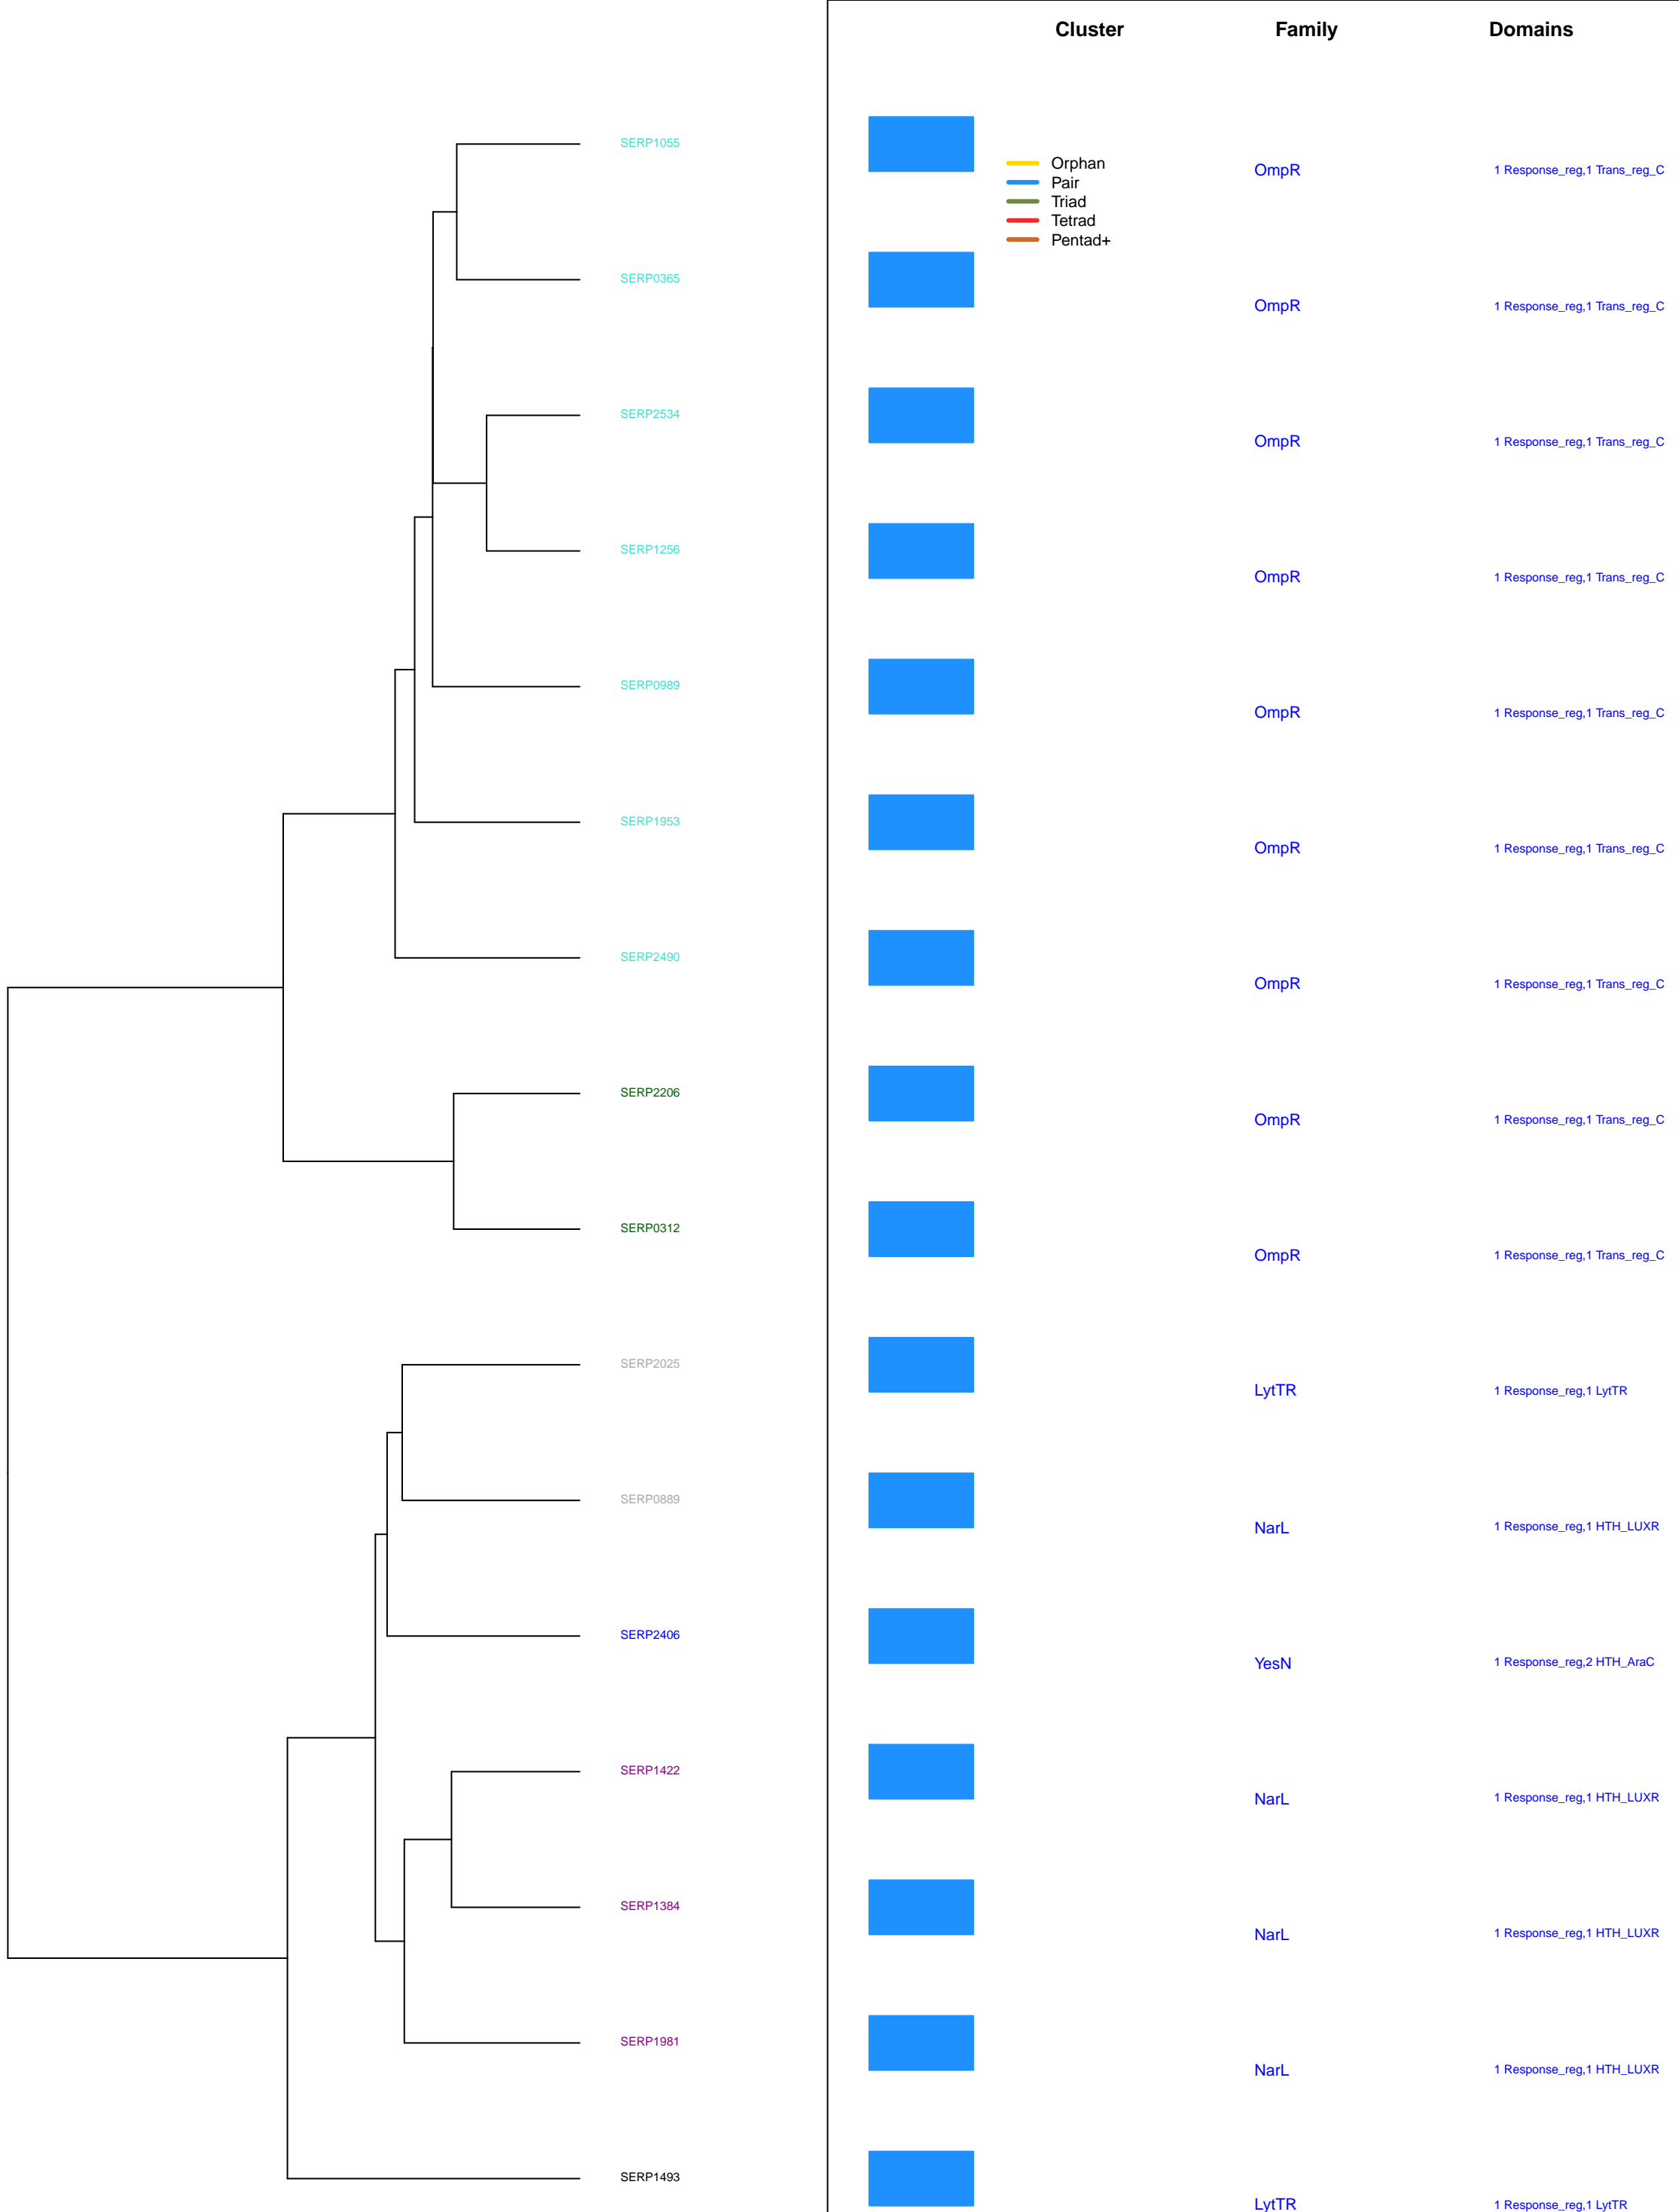 Cluster Family Domains
SERP1055 OmpR 1 Response_reg,1 Trans_reg_C
Orphan
Pair
Triad
Tetrad
Pentad+
SERP0365 OmpR 1 Response_reg,1 Trans_reg_C
SERP2534 OmpR 1 Response_reg,1 Trans_reg_C
SERP1256 OmpR 1 Response_reg,1 Trans_reg_C
SERP0989 OmpR 1 Response_reg,1 Trans_reg_C
SERP1953 OmpR 1 Response_reg,1 Trans_reg_C
SERP2490 OmpR 1 Response_reg,1 Trans_reg_C
SERP2206 OmpR 1 Response_reg,1 Trans_reg_C
SERP0312 OmpR 1 Response_reg,1 Trans_reg_C
SERP2025 LytTR 1 Response_reg,1 LytTR
SERP0889 NarL 1 Response_reg,1 HTH_LUXR
SERP2406 YesN 1 Response_reg,2 HTH_AraC
SERP1422 NarL 1 Response_reg,1 HTH_LUXR
SERP1384 NarL 1 Response_reg,1 HTH_LUXR
SERP1981 NarL 1 Response_reg,1 HTH_LUXR
SERP1493 LytTR 1 Response_reg,1 LytTR